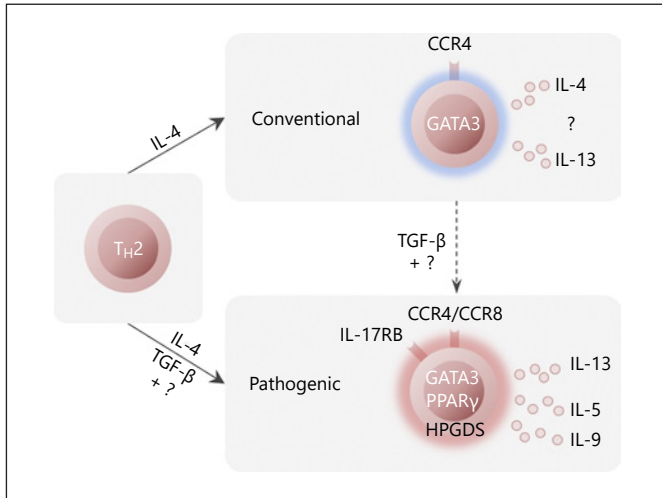 CCR4
IL-4
Conventional
GATA3
?
IL-13
IL-4
TH2
TGF-β
+ ?
IL-4
TGF-β
+ ?
CCR4/CCR8
IL-17RB
Pathogenic
GATA3
PPARγ
HPGDS
IL-13
IL-5
IL-9